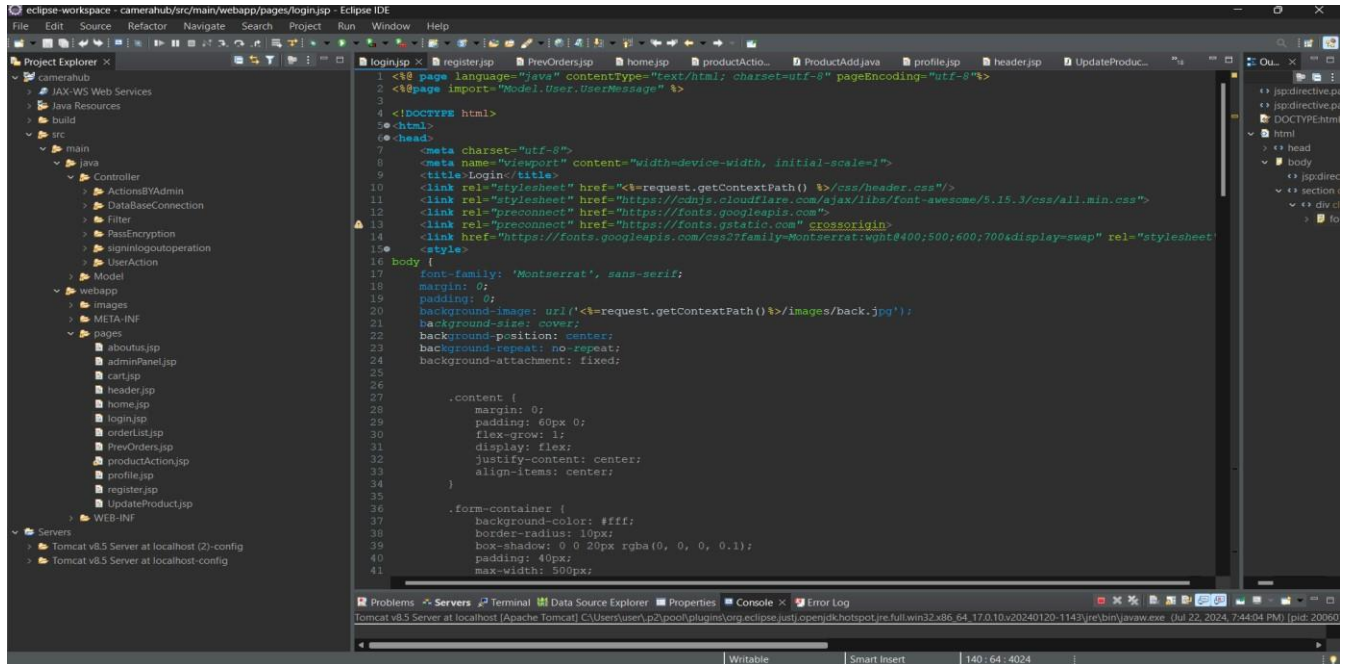 eclipse-workspace - camerahub/src/main/webapp/pages/login.jsp - Eclipse IDE
File Edit Source Refactor Navigate Search Project Run Window Help
Project Explorer
camerahub
JAX-WS Web Services
Java Resources
build
src
main
java
Controller
ActionsBYAdmin
DataBaseConnection
Filter
PassEncryption
signinlogoutoperation
UserAction
Model
webapp
images
META-INF
pages
aboutus.jsp
adminPanel.jsp
cart.jsp
header.jsp
home.jsp
login.jsp
orderList.jsp
PrevOrders.jsp
productAction.jsp
profile.jsp
register.jsp
UpdateProduct.jsp
WEB-INF
Servers
Tomcat v8.5 Server at localhost (2)-config
Tomcat v8.5 Server at localhost-config
login.jsp register.jsp PrevOrders.jsp home.jsp productActio... ProductAdd.java profile.jsp header.jsp UpdateProduc...
1 <%@ page language="java" contentType="text/html; charset=utf-8" pageEncoding="utf-8"%>
2 <%@page import="Model.User.UserMessage" %>
3
4 <!DOCTYPE html>
5 <html>
6 <head>
7 <meta charset="utf-8">
8 <meta name="viewport" content="width=device-width, initial-scale=1">
9 <title>Login</title>
10 <link rel="stylesheet" href="<%=request.getContextPath() %>/css/header.css"/>
11 <link rel="stylesheet" href="https://cdnjs.cloudflare.com/ajax/libs/font-awesome/5.15.3/css/all.min.css">
12 <link rel="preconnect" href="https://fonts.googleapis.com">
13 <link rel="preconnect" href="https://fonts.gstatic.com" crossorigin>
14 <link href="https://fonts.googleapis.com/css2?family=Montserrat:wght@400;500;600;700&display=swap" rel="stylesheet"
15 <style>
16 body {
17 font-family: 'Montserrat', sans-serif;
18 margin: 0;
19 padding: 0;
20 background-image: url('<%=request.getContextPath()%>/images/back.jpg');
21 background-size: cover;
22 background-position: center;
23 background-repeat: no-repeat;
24 background-attachment: fixed;
25
26
27 .content {
28 margin: 0;
29 padding: 60px 0;
30 flex-grow: 1;
31 display: flex;
32 justify-content: center;
33 align-items: center;
34 }
35
36 .form-container {
37 background-color: #fff;
38 border-radius: 10px;
39 box-shadow: 0 0 20px rgba(0, 0, 0, 0.1);
40 padding: 40px;
41 max-width: 500px;
Ou...
jsp:directive.pa
jsp:directive.pa
DOCTYPE:html
html
head
body
jsp:direc
section c
div cl
fo
Problems Servers Terminal Data Source Explorer Properties Console Error Log
Tomcat v8.5 Server at localhost [Apache Tomcat] C:\Users\user\.p2\pool\plugins\org.eclipse.justj.openjdk.hotspot.jre.full.win32.x86_64_17.0.10.v20240120-1143\jre\bin\javaw.exe (Jul 22, 2024, 7:44:04 PM) [pid: 20060
Writable Smart Insert 140 : 64 : 4024